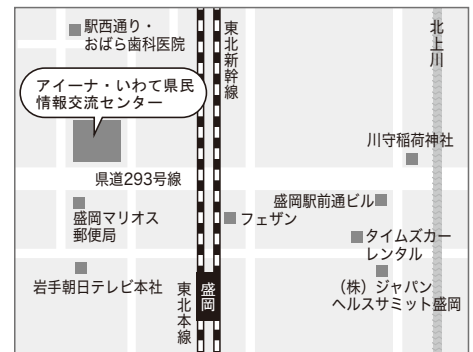 駅西通り・
おばら歯科医院
東北新幹線
北上川
アイーナ・いわて県民
情報交流センター
川守稲荷神社
県道293号線
盛岡駅前通ビル
盛岡マリオス
郵便局
フェザン
タイムズカー
レンタル
岩手朝日テレビ本社
東北本線
盛岡
（株）ジャパン
ヘルスサミット盛岡